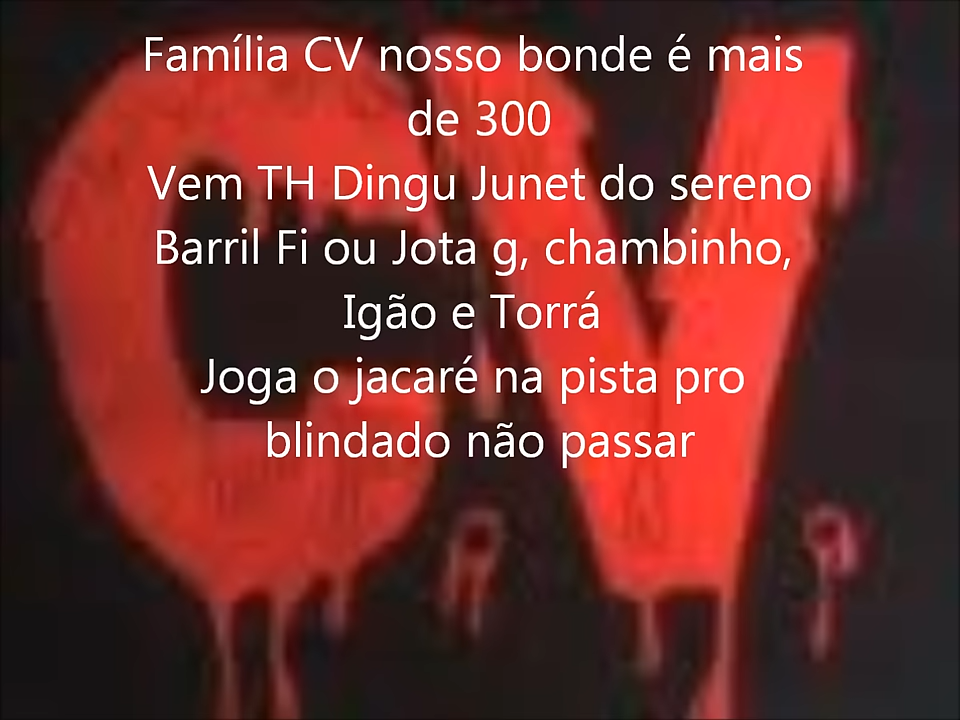 Família CV nosso bonde é mais
de 300
Vem TH Dingu Junet do sereno
Barril Fi ou Jota g, chambinho,
Igão e Torrá
Joga o jacaré na pista pro
blindado não passar
C.V.